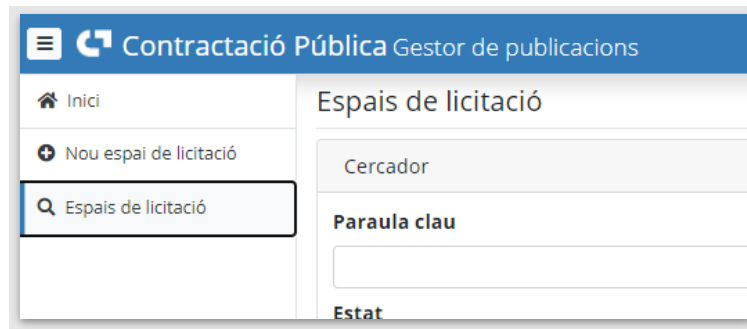 Contractació Pública Gestor de publicacions
Inici
Espais de licitació
Nou espai de licitació
Cercador
Espais de licitació
Paraula clau
Estat